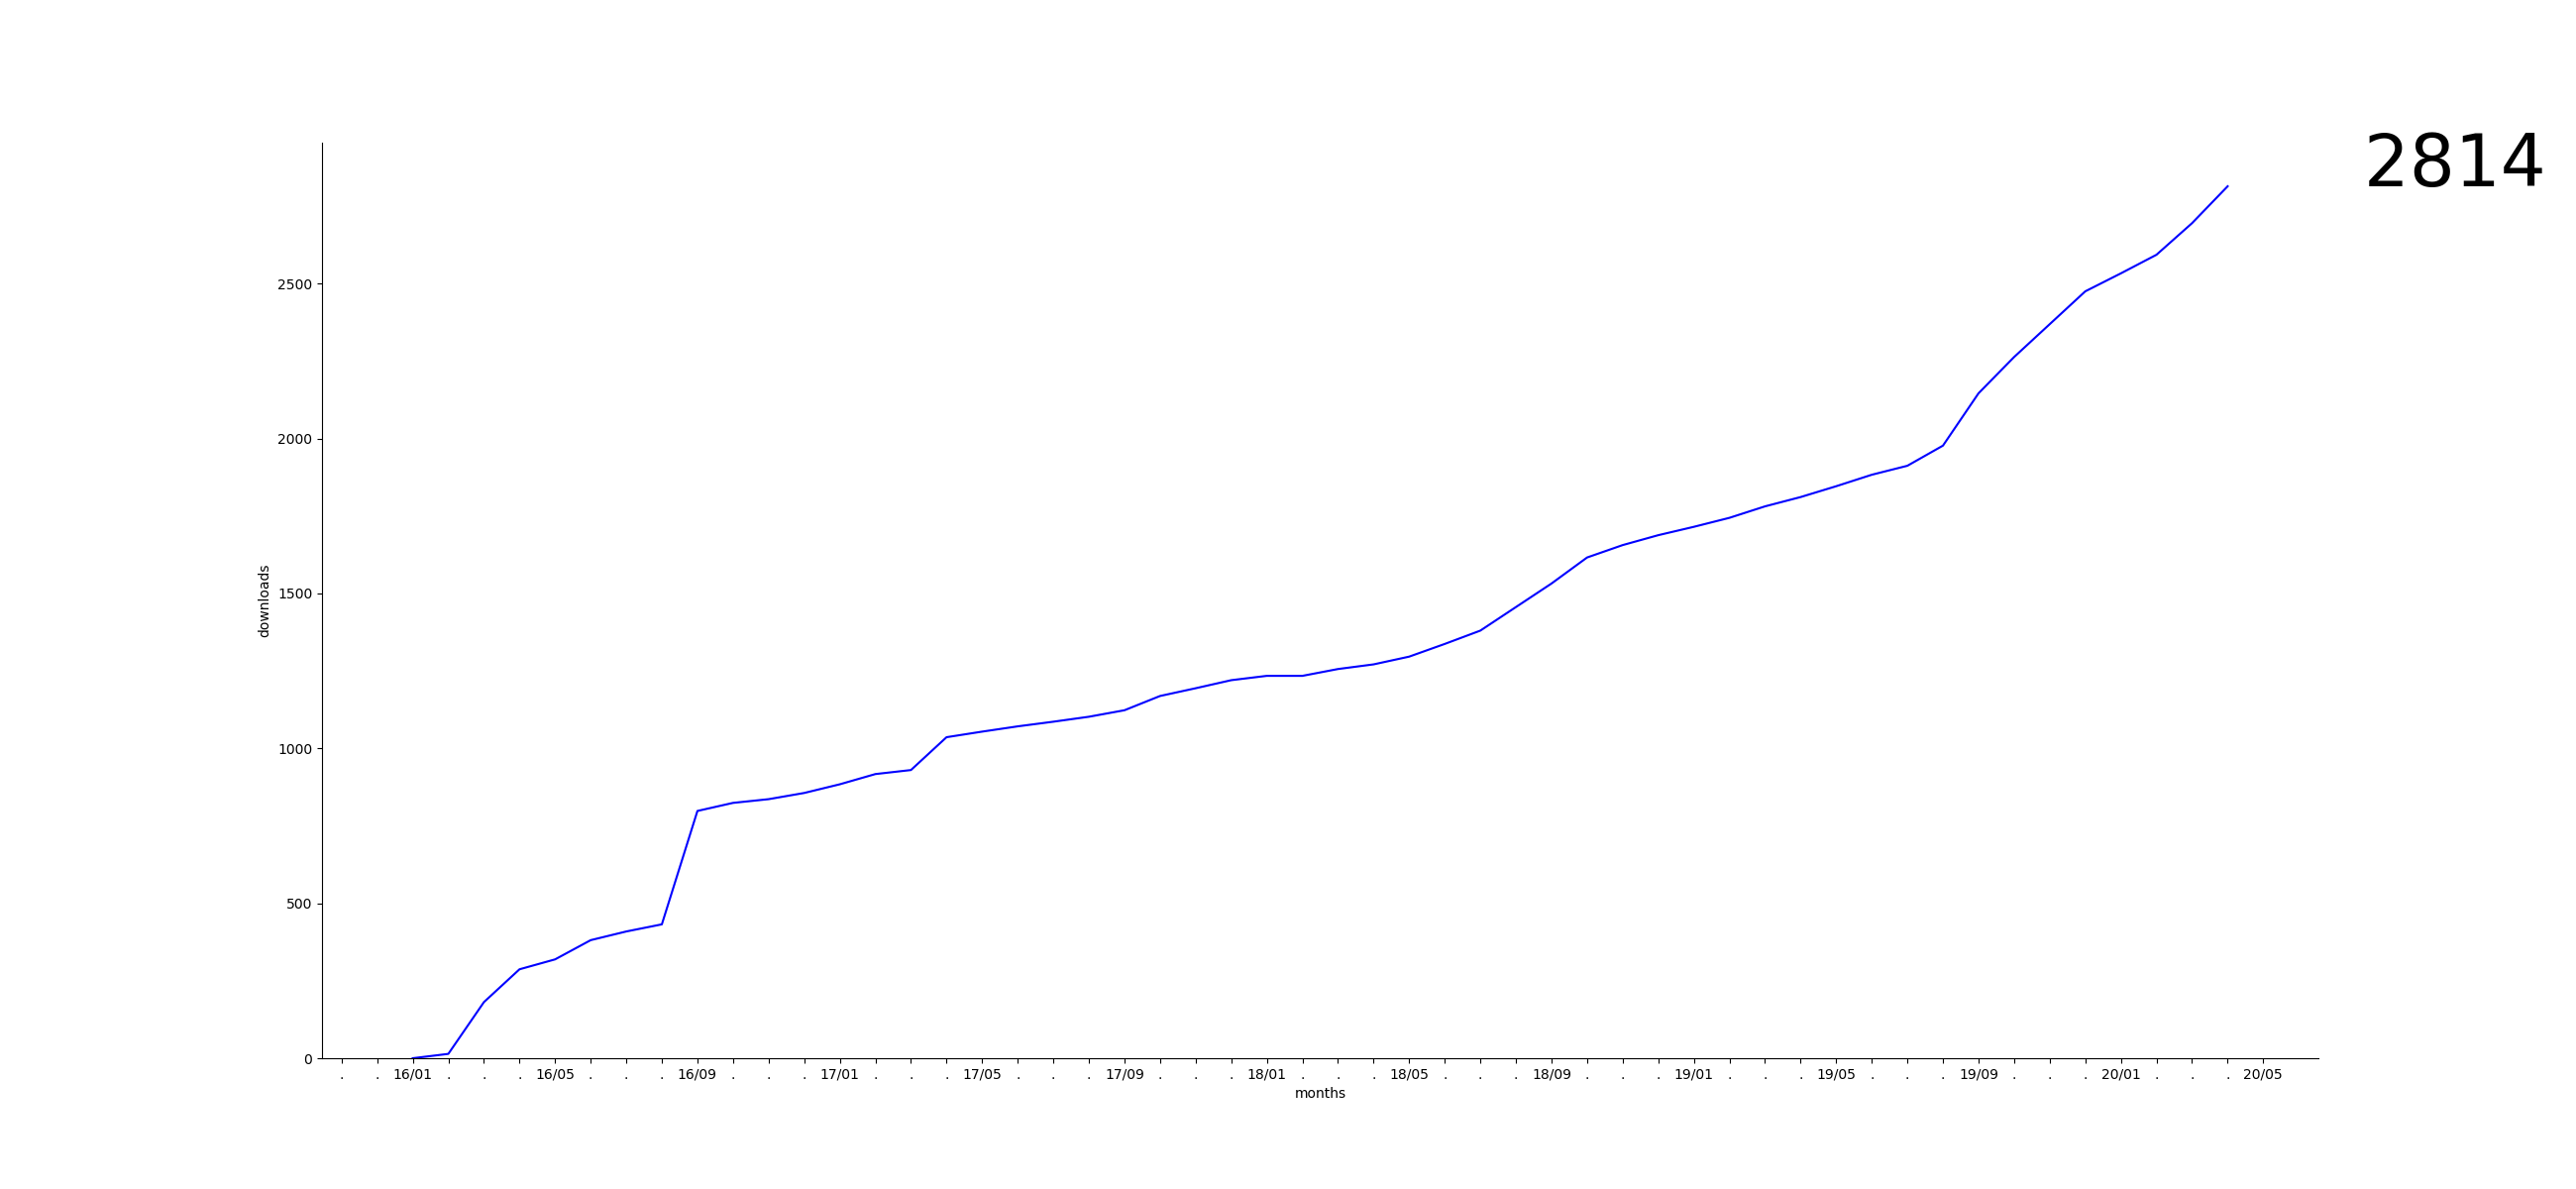 2814
2500
2000
1500
1000
500
0
downloads
. . 16/01 . . . 16/05 . . . 16/09 . . . 17/01 . . . 17/05 . . . 17/09 . . . 18/01 . . . 18/05 . . . 18/09 . . . 19/01 . . . 19/05 . . . 19/09 . . . 20/01 . . . 20/05
months